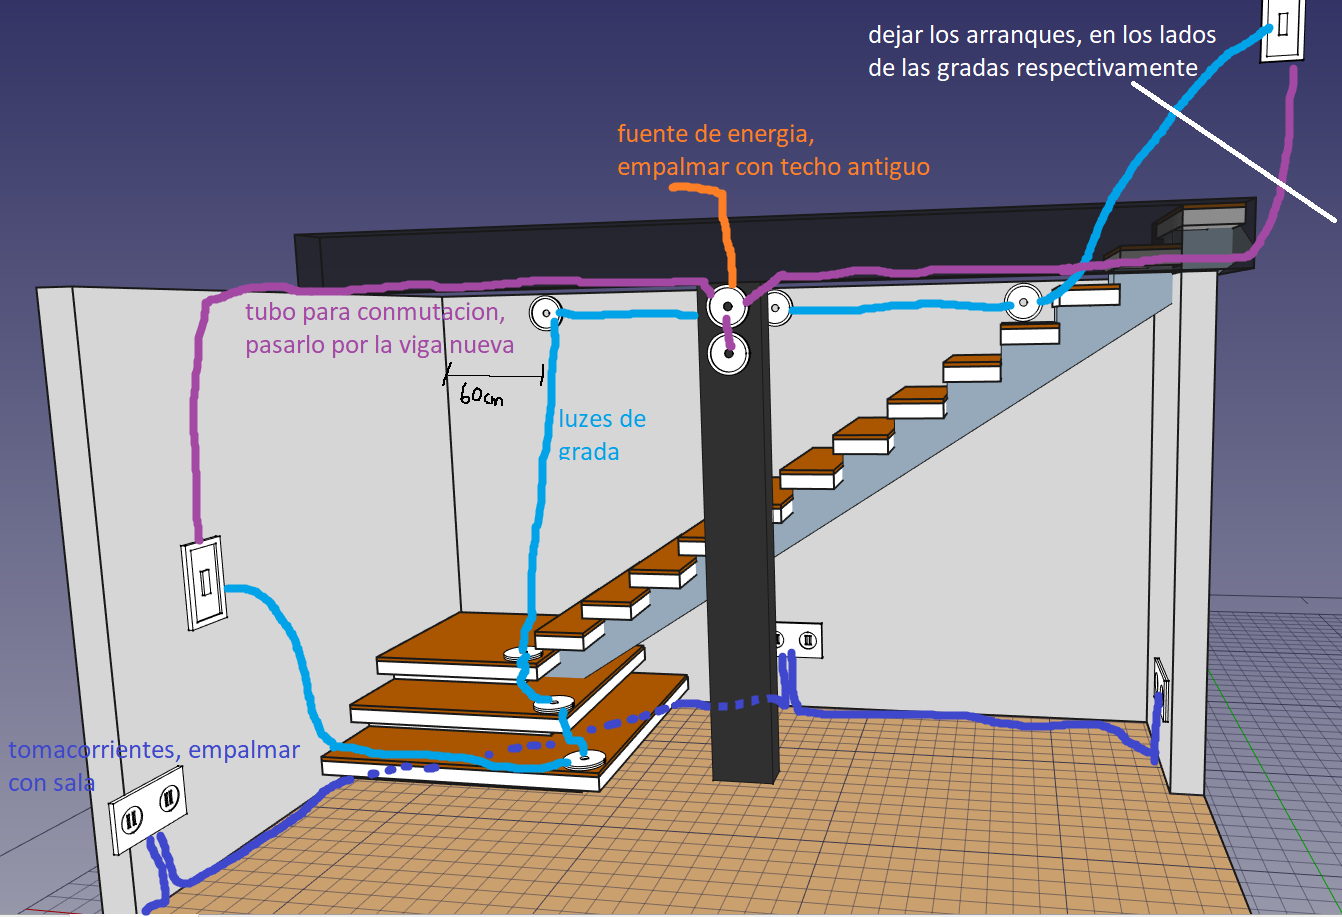 dejar los arranques, en los lados
de las gradas respectivamente
fuente de energia,
empalmar con techo antiguo
tubo para conmutacion,
pasarlo por la viga nueva
60cm
luzes de
grada
tomacorrientes, empalmar
con sala